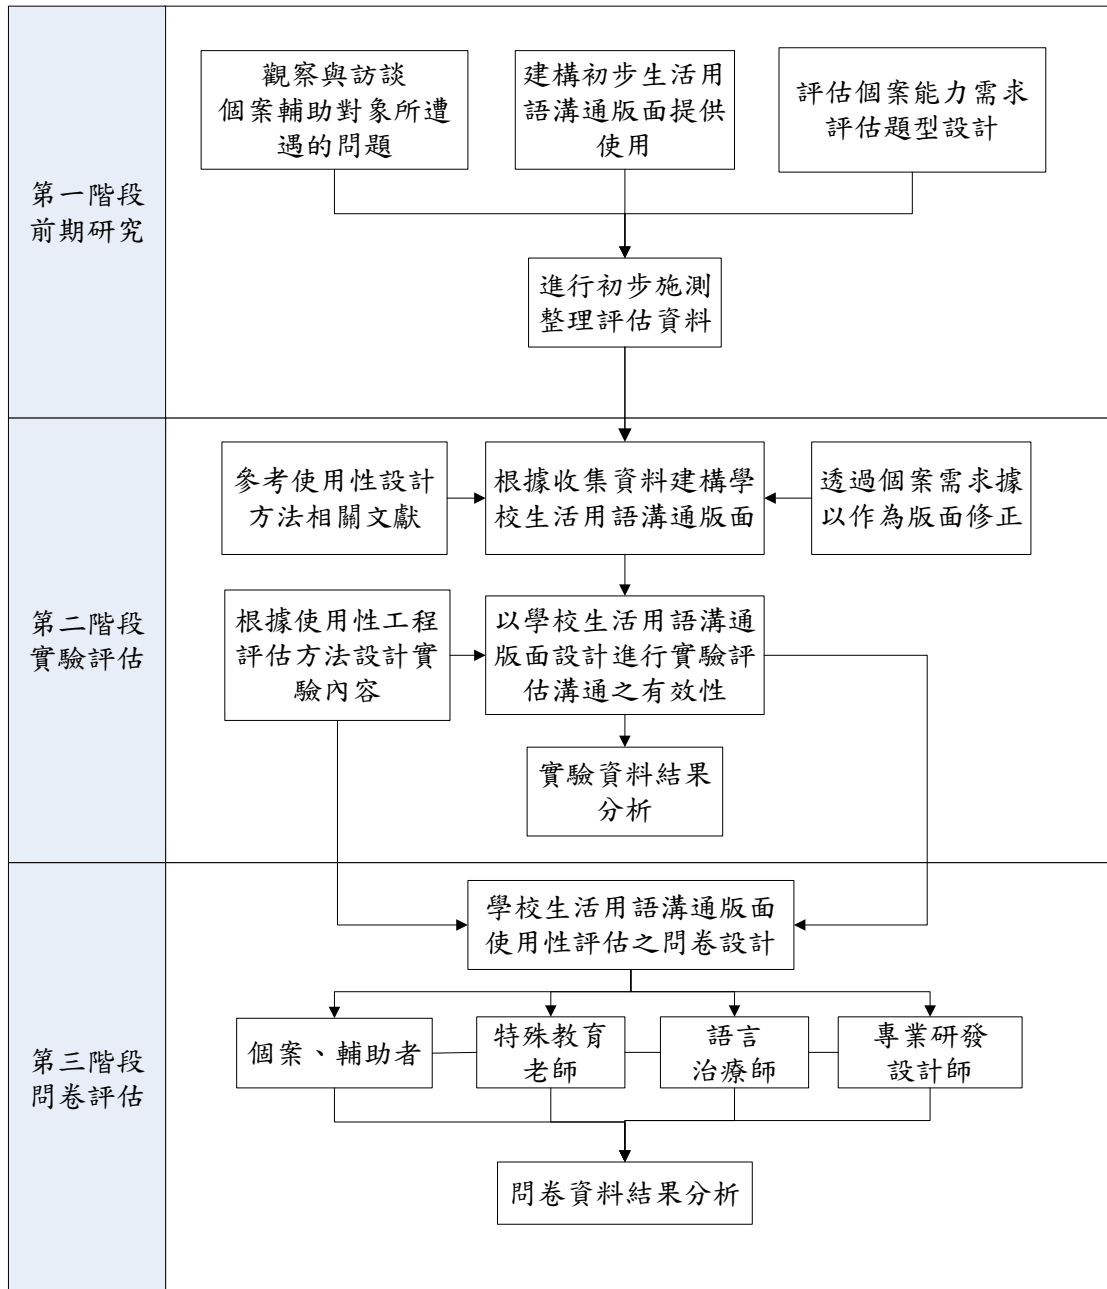 第一階段
前期研究
觀察與訪談
個案輔助對象所遭
遇的問題
建構初步生活用
語溝通版面提供
使用
評估個案能力需求
評估題型設計
進行初步施測
整理評估資料
第二階段
實驗評估
參考使用性設計
方法相關文獻
根據收集資料建構學
校生活用語溝通版面
透過個案需求據
以作為版面修正
根據使用性工程
評估方法設計實
驗內容
以學校生活用語溝通
版面設計進行實驗評
估溝通之有效性
實驗資料結果
分析
第三階段
問卷評估
學校生活用語溝通版面
使用性評估之問卷設計
個案、輔助者
特殊教育
老師
語言
治療師
專業研發
設計師
問卷資料結果分析